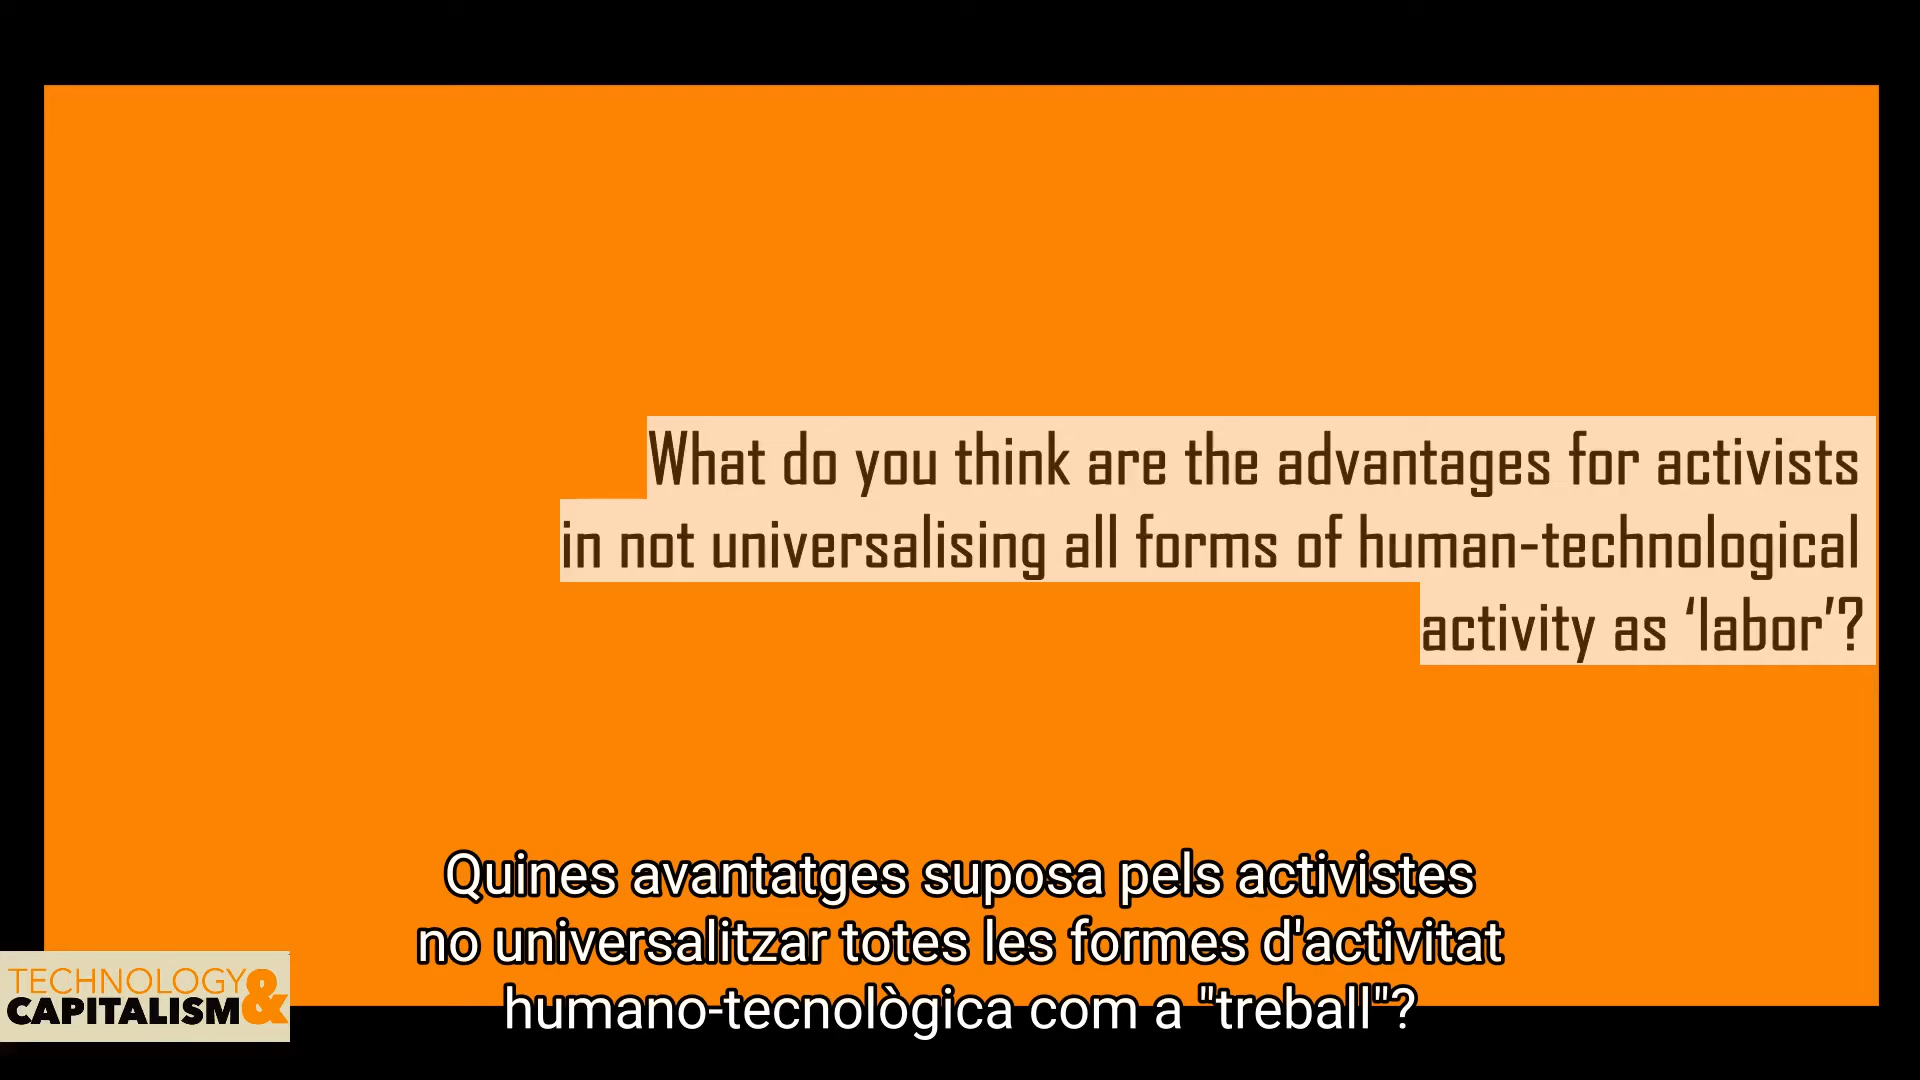 What do you think are the advantages for activists
in not universalising all forms of human-technological
activity as ‘labor’?
Quines avantatges suposa pels activistes
no universalitzar totes les formes d'activitat
humano-tecnològica com a "treball"?
TECHNOLOGY &
CAPITALISM